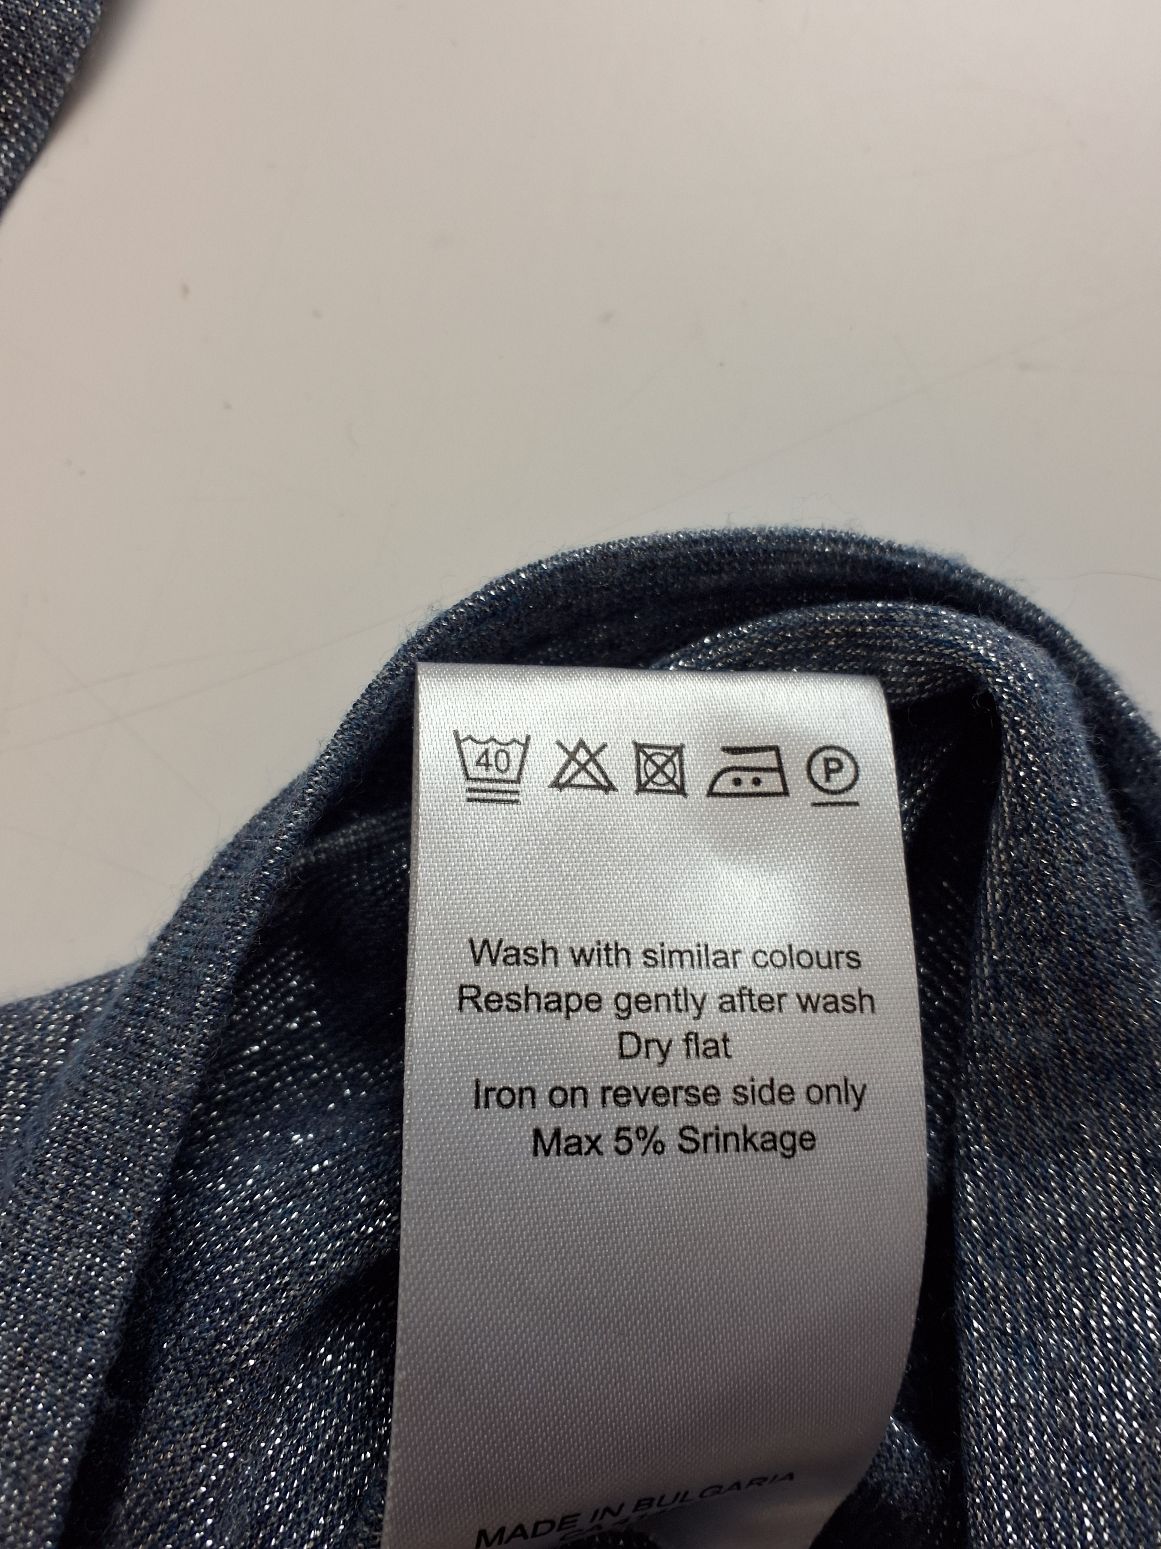 40 P
Wash with similar colours
Reshape gently after wash
Dry flat
Iron on reverse side only
Max 5% Srinkage
MADE IN BULGARIA